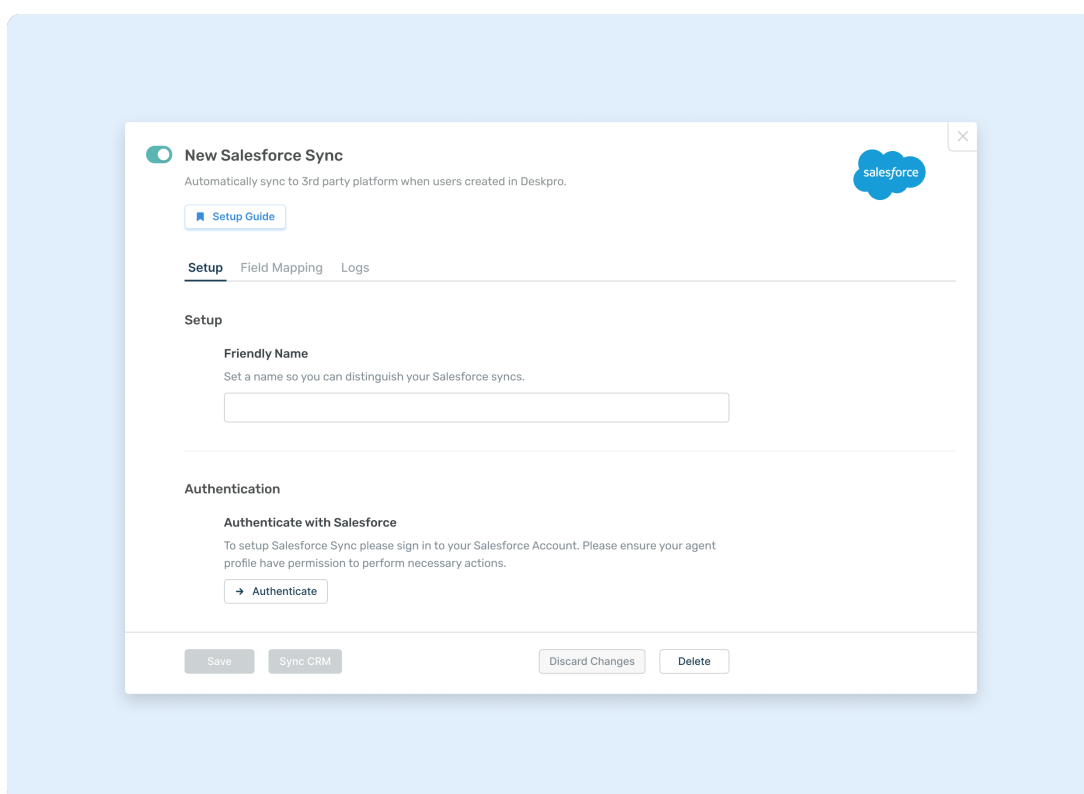 New Salesforce Sync
Automatically sync to 3rd party platform when users created in Deskpro.
salesforce
Setup Guide
Setup Field Mapping Logs
Setup
Friendly Name
Set a name so you can distinguish your Salesforce syncs.
Authentication
Authenticate with Salesforce
To setup Salesforce Sync please sign in to your Salesforce Account. Please ensure your agent
profile have permission to perform necessary actions.
Authenticate
Save Sync CRM Discard Changes Delete